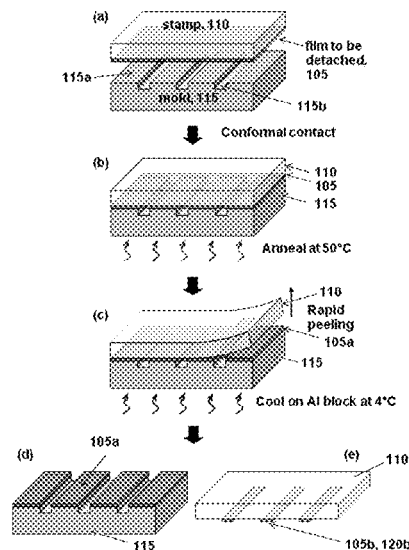 (a)
stamp, 110
film to be
detached,
105
115a
mold, 115
115b
Conformal contact
(b)
110
105
115
Anneal at 50°C
110
(c)
Rapid
peeling
105a
115
Cool on Al block at 4°C
(d)
105a
(e)
110
115
105b, 120b